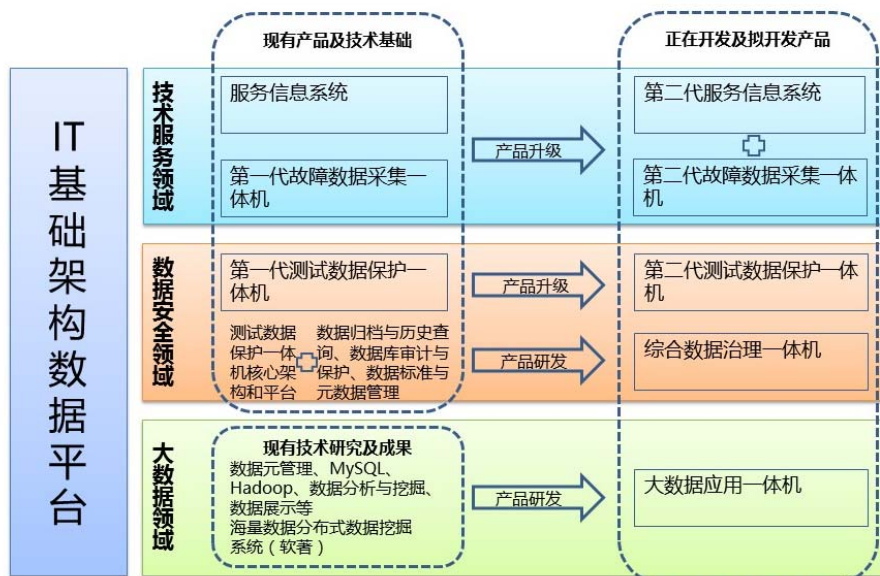 现有产品及技术基础
正在开发及拟开发产品
IT基础架构数据平台
技术服务领域
服务信息系统
第一代故障数据采集一
体机
产品升级
第二代服务信息系统
第二代故障数据采集一体
机
数据安全领域
第一代测试数据保护一
体机
产品升级
第二代测试数据保护一体
机
测试数据
保护一体
机核心架
构和平台
数据归档与历史查
询、数据库审计与
保护、数据标准与
元数据管理
产品研发
综合数据治理一体机
大数据领域
现有技术研究及成果
数据元管理、MySQL、
Hadoop、数据分析与挖掘、
数据展示等
海量数据分布式数据挖掘
系统（软著）
产品研发
大数据应用一体机